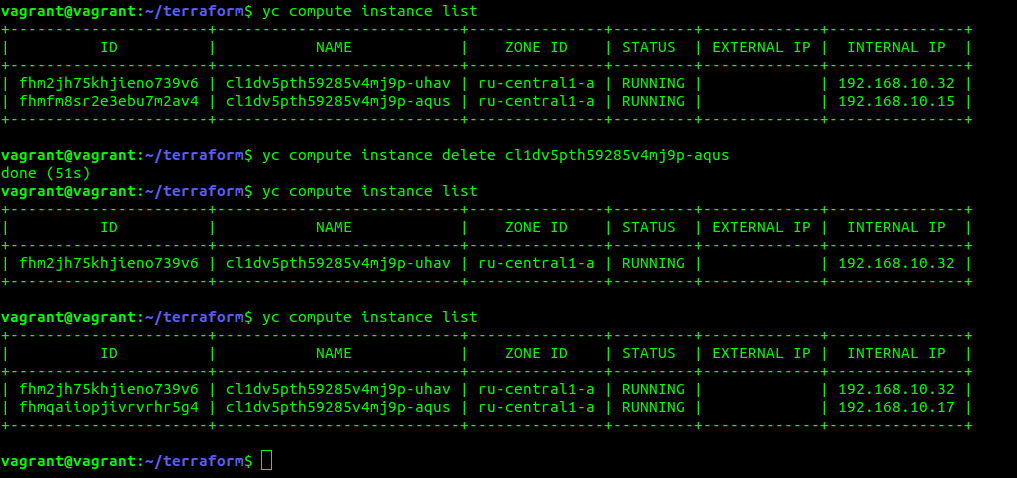 vagrant@vagrant:~/terraform$ yc compute instance list
+----------------------+---------------------------+---------------+---------+-------------+---------------+
|          ID          |           NAME            |    ZONE ID    | STATUS  | EXTERNAL IP |  INTERNAL IP  |
+----------------------+---------------------------+---------------+---------+-------------+---------------+
| fhm2jh75khjieno739v6 | cl1dv5pth59285v4mj9p-uhav | ru-central1-a | RUNNING |             | 192.168.10.32 |
| fhmfm8sr2e3ebu7m2av4 | cl1dv5pth59285v4mj9p-aqus | ru-central1-a | RUNNING |             | 192.168.10.15 |
+----------------------+---------------------------+---------------+---------+-------------+---------------+
vagrant@vagrant:~/terraform$ yc compute instance delete cl1dv5pth59285v4mj9p-aqus
done (51s)
vagrant@vagrant:~/terraform$ yc compute instance list
+----------------------+---------------------------+---------------+---------+-------------+---------------+
|          ID          |           NAME            |    ZONE ID    | STATUS  | EXTERNAL IP |  INTERNAL IP  |
+----------------------+---------------------------+---------------+---------+-------------+---------------+
| fhm2jh75khjieno739v6 | cl1dv5pth59285v4mj9p-uhav | ru-central1-a | RUNNING |             | 192.168.10.32 |
+----------------------+---------------------------+---------------+---------+-------------+---------------+
vagrant@vagrant:~/terraform$ yc compute instance list
+----------------------+---------------------------+---------------+---------+-------------+---------------+
|          ID          |           NAME            |    ZONE ID    | STATUS  | EXTERNAL IP |  INTERNAL IP  |
+----------------------+---------------------------+---------------+---------+-------------+---------------+
| fhm2jh75khjieno739v6 | cl1dv5pth59285v4mj9p-uhav | ru-central1-a | RUNNING |             | 192.168.10.32 |
| fhmqaiiopjivrvrhr5g4 | cl1dv5pth59285v4mj9p-aqus | ru-central1-a | RUNNING |             | 192.168.10.17 |
+----------------------+---------------------------+---------------+---------+-------------+---------------+
vagrant@vagrant:~/terraform$